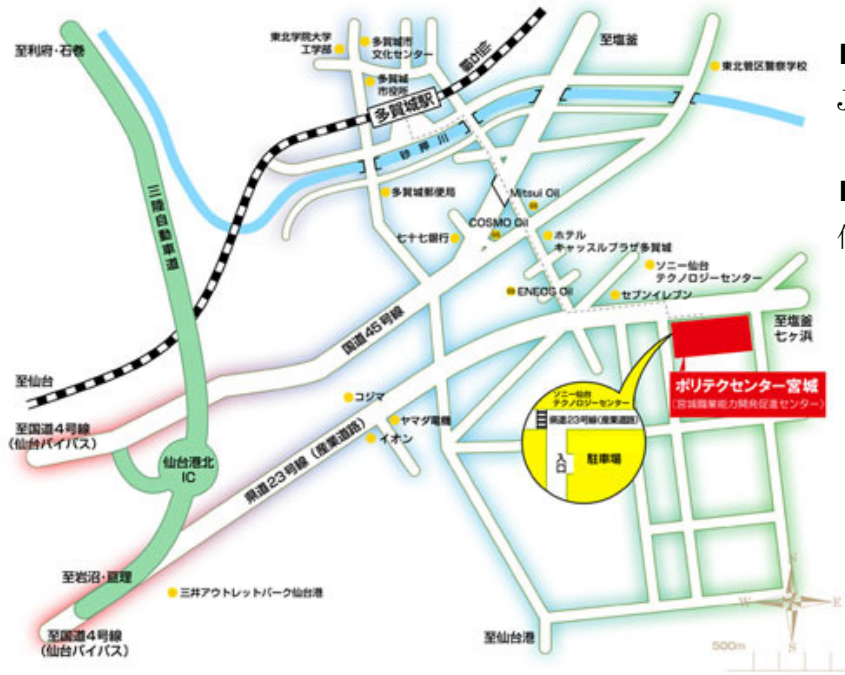 至利府・石巻
東北学院大学
工学部
多賀城市
文化センター
至塩釜
東北管区警察学校
多賀城
市役所
多賀城駅
砂押川
三陸自動車道
多賀城郵便局
Mitsui Oil
COSMO Oil
七十七銀行
ホテル
キャッスルプラザ多賀城
ソニー仙台
テクノロジーセンター
ENEOS Oil
セブンイレブン
国道45号線
至塩釜
七ヶ浜
至仙台
ポリテクセンター宮城
(宮城職業能力開発促進センター)
コジマ
ソニー仙台
テクノロジーセンター
県道23号線(産業道路)
ヤマダ電機
イオン
入口
駐車場
至国道4号線
(仙台バイパス)
仙台港北
IC
県道23号線(産業道路)
至岩沼・亘理
三井アウトレットパーク仙台港
至国道4号線
(仙台バイパス)
至仙台港
N
W
E
S
500m